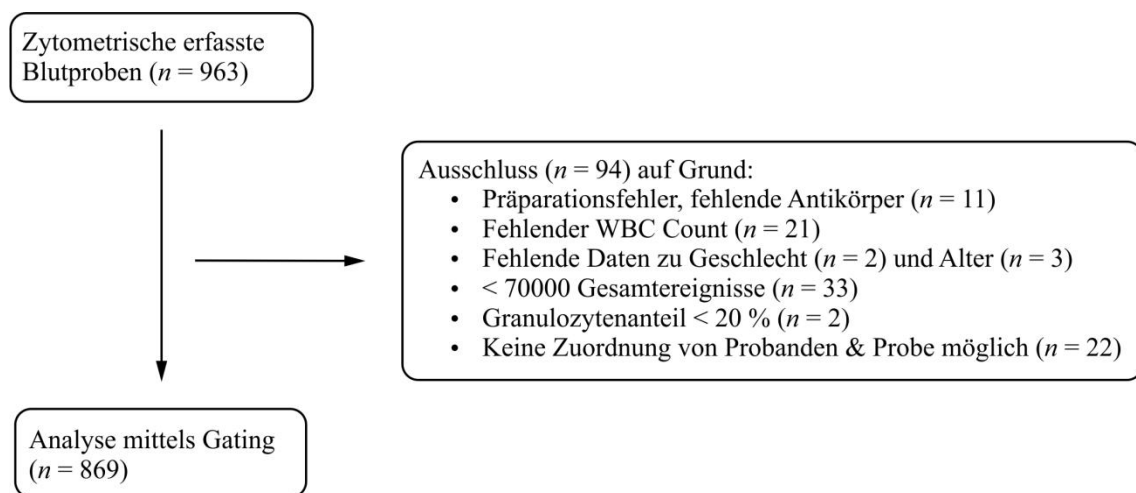 Zytometrische erfasste
Blutproben (n = 963)
Ausschluss (n = 94) auf Grund:
• Präparationsfehler, fehlende Antikörper (n = 11)
• Fehlender WBC Count (n = 21)
• Fehlende Daten zu Geschlecht (n = 2) und Alter (n = 3)
• < 70000 Gesamtereignisse (n = 33)
• Granulozytenanteil < 20 % (n = 2)
• Keine Zuordnung von Probanden & Probe möglich (n = 22)
Analyse mittels Gating
(n = 869)